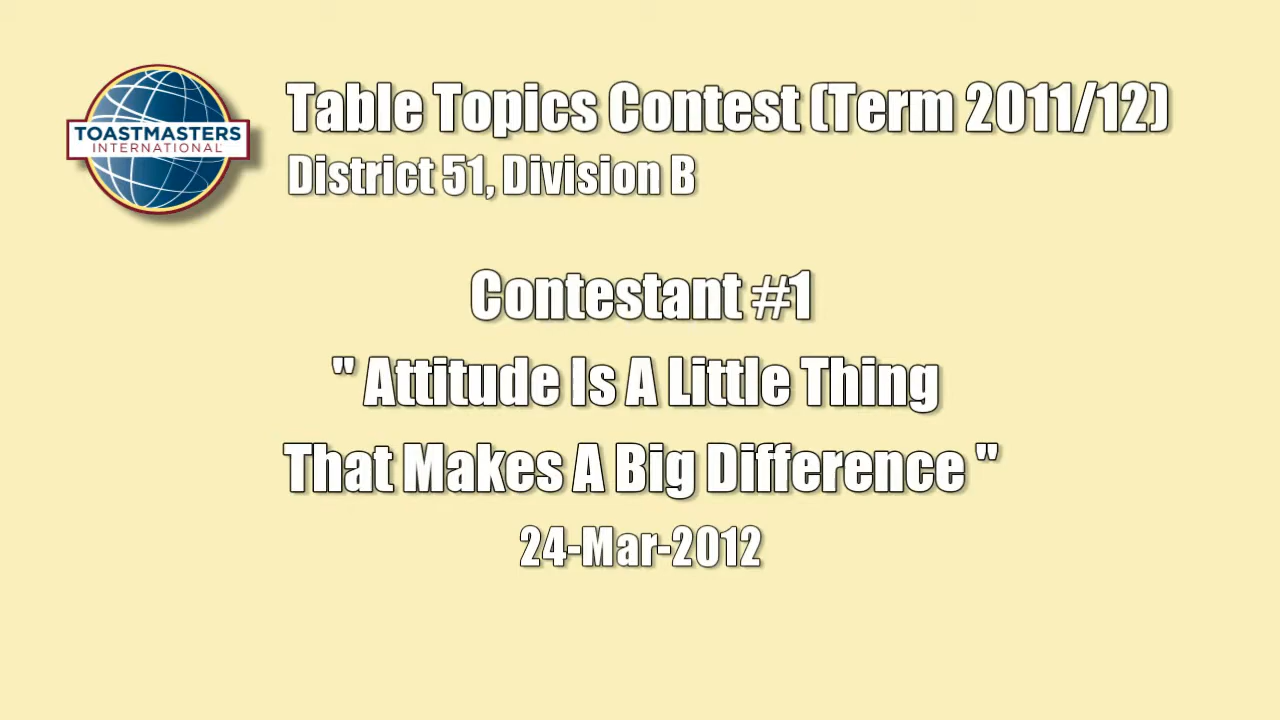 TOASTMASTERS
INTERNATIONAL
Table Topics Contest (Term 2011/12)
District 51, Division B
Contestant #1
" Attitude Is A Little Thing
That Makes A Big Difference "
24-Mar-2012